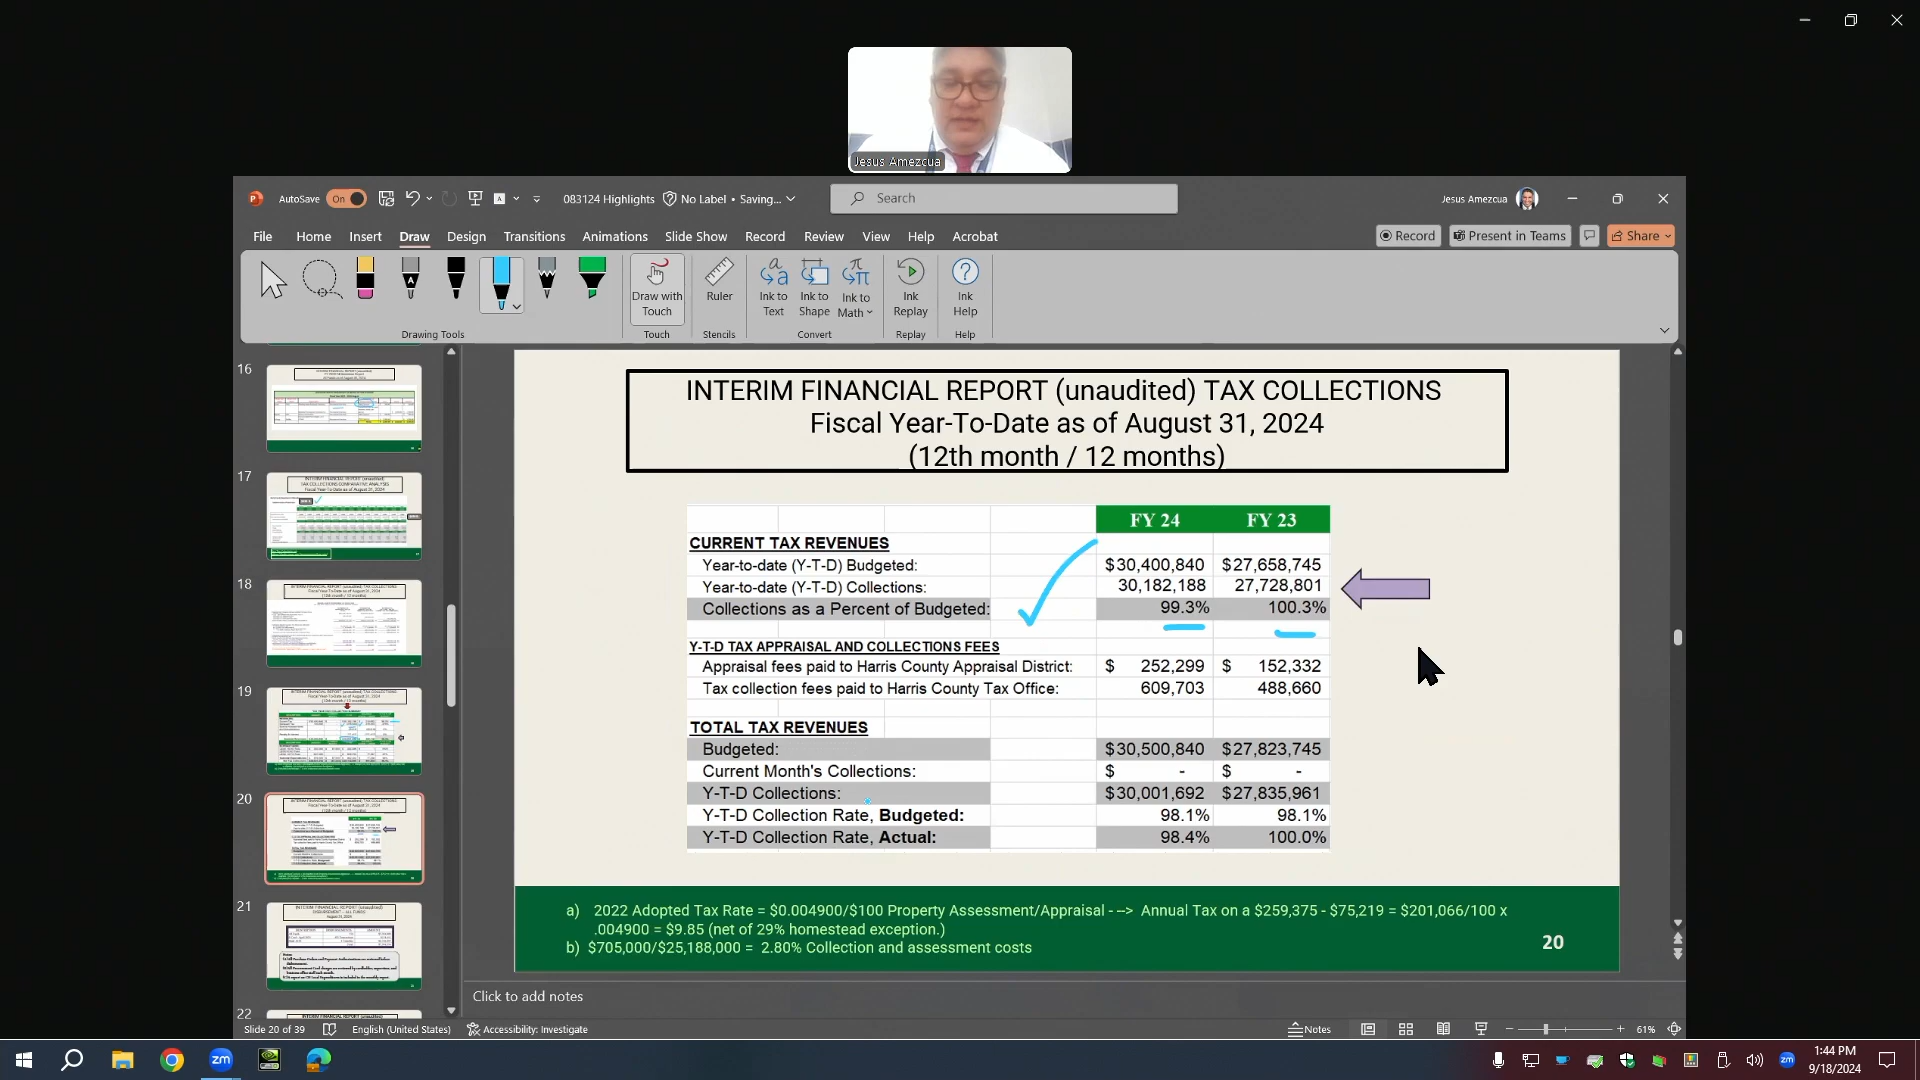 Jesus Amezcua
AutoSave On 083124 Highlights No Label • Saving... Search Jesus Amezcua
File Home Insert Draw Design Transitions Animations Slide Show Record Review View Help Acrobat Record Present in Teams Share
Draw with Touch Ruler Ink to Text Ink to Shape Ink to Math Ink Replay Ink Help
Drawing Tools Touch Stencils Convert Replay Help
16
17
18
19
20
21
22
INTERIM FINANCIAL REPORT (unaudited) TAX COLLECTIONS
Fiscal Year-To-Date as of August 31, 2024
(12th month / 12 months)
FY 24 FY 23
CURRENT TAX REVENUES
Year-to-date (Y-T-D) Budgeted: $30,400,840 $27,658,745
Year-to-date (Y-T-D) Collections: 30,182,188 27,728,801
Collections as a Percent of Budgeted: 99.3% 100.3%
Y-T-D TAX APPRAISAL AND COLLECTIONS FEES
Appraisal fees paid to Harris County Appraisal District: $ 252,299 $ 152,332
Tax collection fees paid to Harris County Tax Office: 609,703 488,660
TOTAL TAX REVENUES
Budgeted: $30,500,840 $27,823,745
Current Month's Collections: $ - $ -
Y-T-D Collections: $30,001,692 $27,835,961
Y-T-D Collection Rate, Budgeted: 98.1% 98.1%
Y-T-D Collection Rate, Actual: 98.4% 100.0%
a) 2022 Adopted Tax Rate = $0.004900/$100 Property Assessment/Appraisal - --> Annual Tax on a $259,375 - $75,219 = $201,066/100 x
.004900 = $9.85 (net of 29% homestead exception.)
b) $705,000/$25,188,000 = 2.80% Collection and assessment costs
20
Click to add notes
Slide 20 of 39 English (United States) Accessibility: Investigate Notes 61%
1:44 PM
9/18/2024